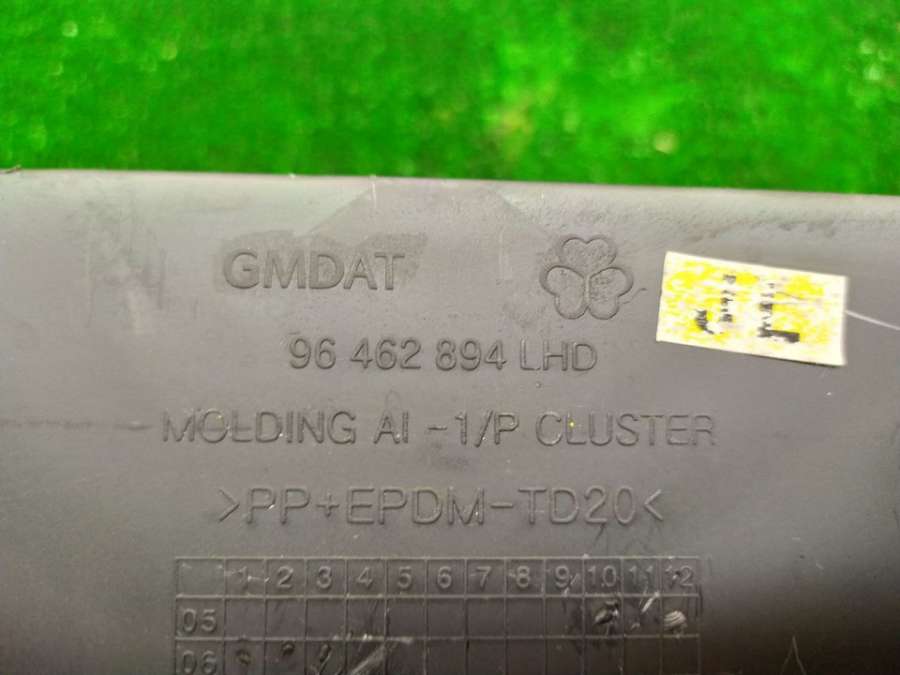 GMDAT
96 462 894 LHD
MOLDING AI -1/P CLUSTER
>PP+EPDM-TD20<
1 2 3 4 5 6 7 8 9 10 11 12
05
06